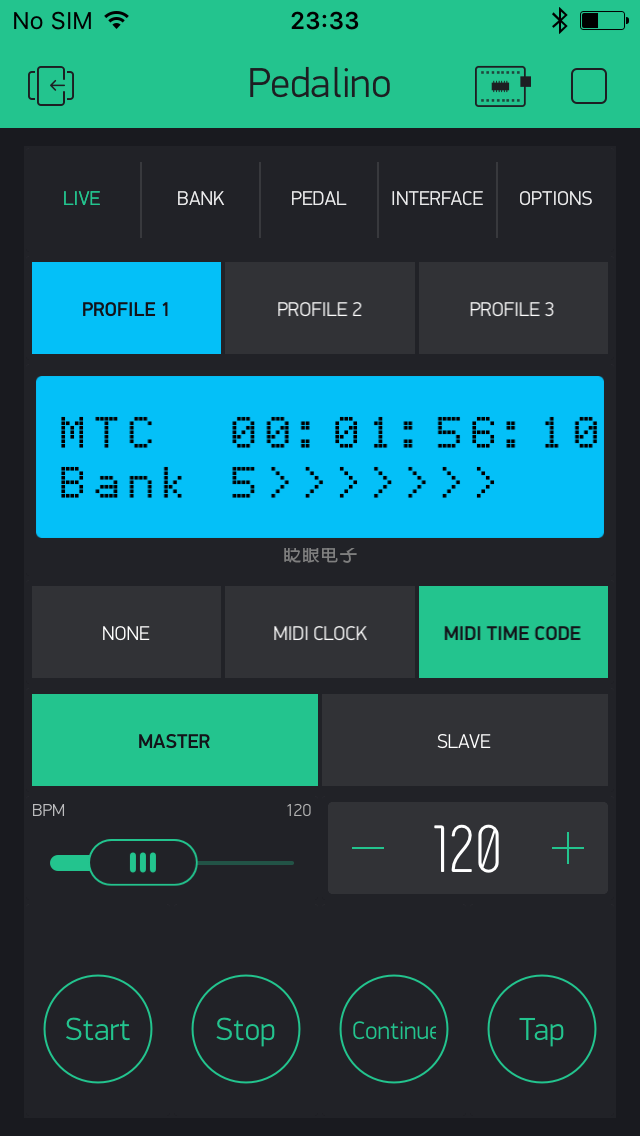 No SIM 23:33
Pedalino
LIVE BANK PEDAL INTERFACE OPTIONS
PROFILE 1 PROFILE 2 PROFILE 3
MTC 00:01:56:10
Bank 5>>>>>>>
眨眼电子
NONE MIDI CLOCK MIDI TIME CODE
MASTER SLAVE
BPM 120
120
Start Stop Continue Tap